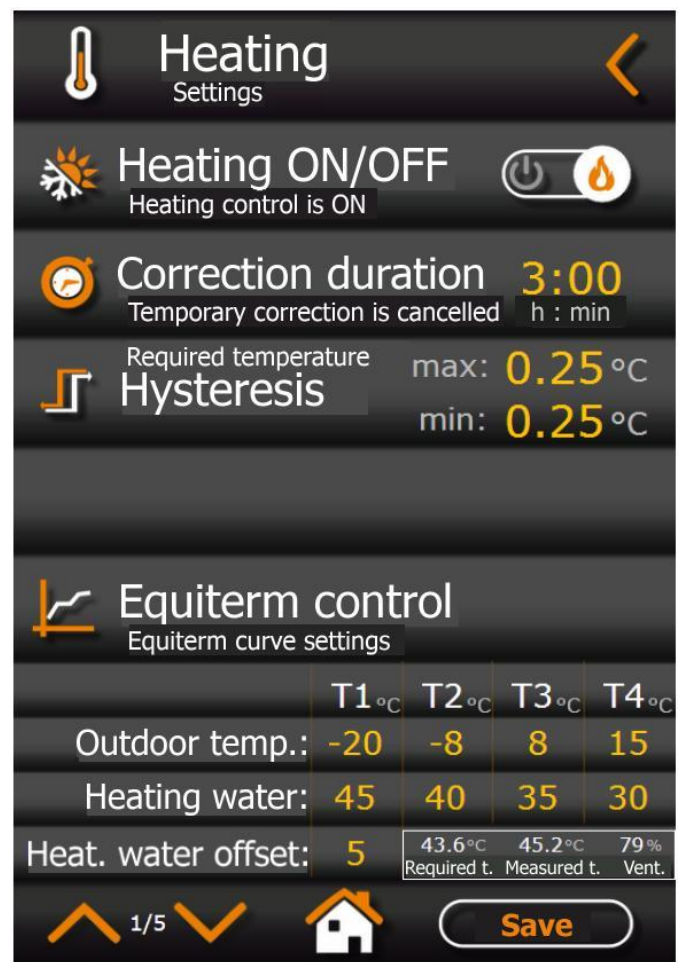 Heating
Settings
Heating ON/OFF
Heating control is ON
Correction duration 3:00
Temporary correction is cancelled h : min
Required temperature
Hysteresis
max: 0.25 °C
min: 0.25 °C
Equiterm control
Equiterm curve settings
T1 °C T2 °C T3 °C T4 °C
Outdoor temp.: -20 -8 8 15
Heating water: 45 40 35 30
Heat. water offset: 5 43.6 °C 45.2 °C 79 %
Required t. Measured t. Vent.
1/5 Save